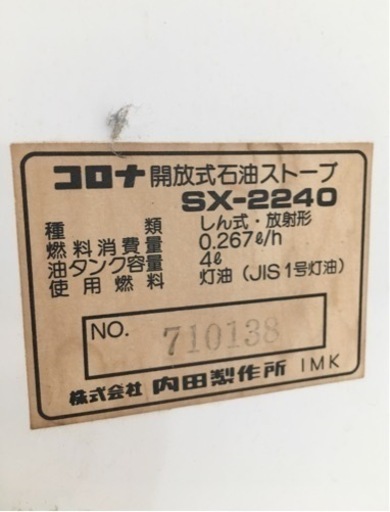 コロナ 開放式石油ストーブ
SX-2240
種類 しん式・放射形
燃料消費量 0.267ℓ/h
油タンク容量 4ℓ
使用燃料 灯油（JIS1号灯油）
NO. 710138
株式会社 内田製作所 IMK